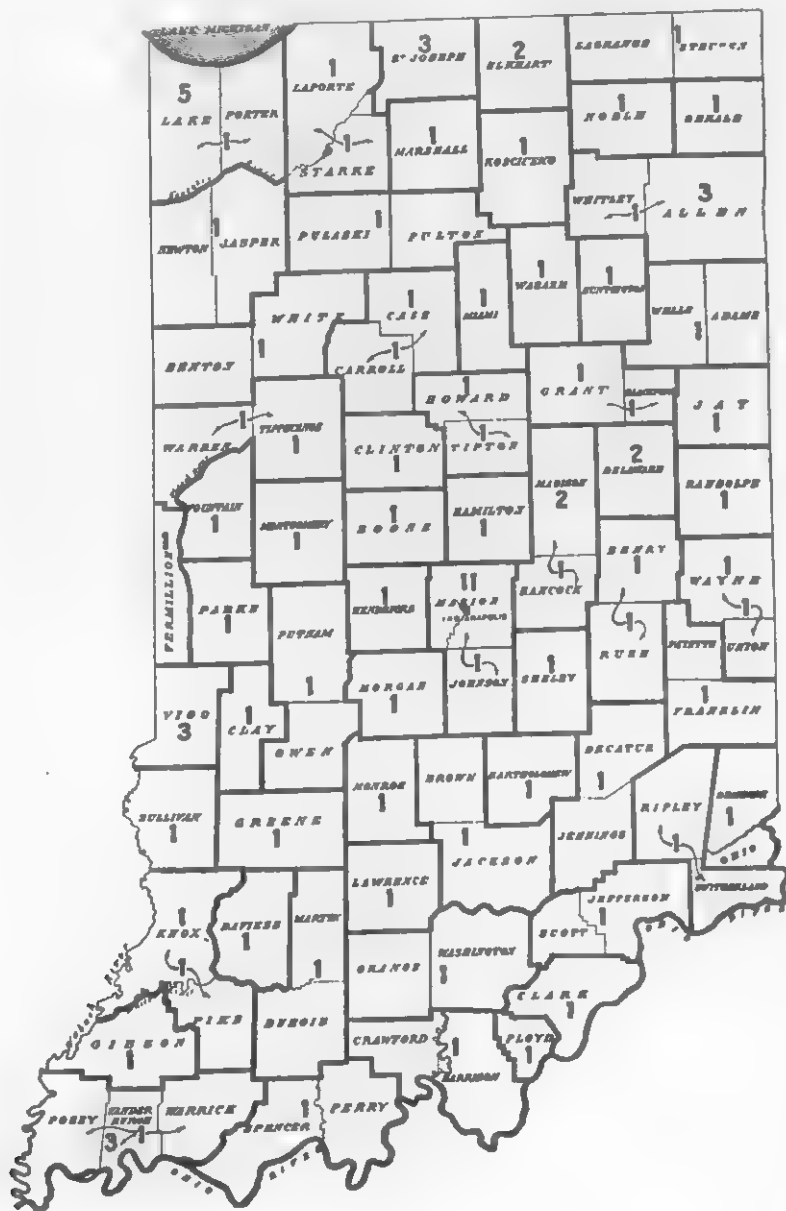 LAKE MICHIGAN
3
ST JOSEPH
2
ELKHART
LAGRANGE
1
STEUBEN
5
LAKE
PORTER
1
1
LAPORTE
1
STARKE
1
MARSHALL
1
KOSCIUSKO
1
NOBLE
1
DEKALB
WHITLEY
1
3
ALLEN
NEWTON
1
JASPER
PULASKI
1
FULTON
WHITE
1
1
CASS
1
MIAMI
1
WABASH
1
HUNTINGTON
WELLS
ADAMS
BENTON
CARROLL
1
1
HOWARD
1
GRANT
1
JAY
1
WARREN
1
TIPPECANOE
1
CLINTON
1
TIPTON
1
MADISON
2
2
DELAWARE
RANDOLPH
1
FOUNTAIN
1
MONTGOMERY
1
1
BOONE
HAMILTON
1
HENRY
1
1
WAYNE
1
VERMILLION
PARKE
1
PUTNAM
1
1
HENDRICKS
11
MARION
HANCOCK
1
1
RUSH
FAYETTE
UNION
VIGO
3
1
CLAY
OWEN
MORGAN
1
1
JOHNSON
1
SHELBY
1
FRANKLIN
DECATUR
1
SULLIVAN
1
GREENE
1
MONROE
1
BROWN
BARTHOLOMEW
1
JENNINGS
RIPLEY
1
DEARBORN
1
OHIO
1
KNOX
1
DAVIESS
1
MARTIN
1
LAWRENCE
1
1
JACKSON
SCOTT
JEFFERSON
1
SWITZERLAND
OHIO RIVER
ORANGE
WASHINGTON
CLARK
GIBSON
PIKE
DUBOIS
CRAWFORD
1
HARRISON
FLOYD
1
POSEY
3
1
WARRICK
1
SPENCER
PERRY
OHIO RIVER